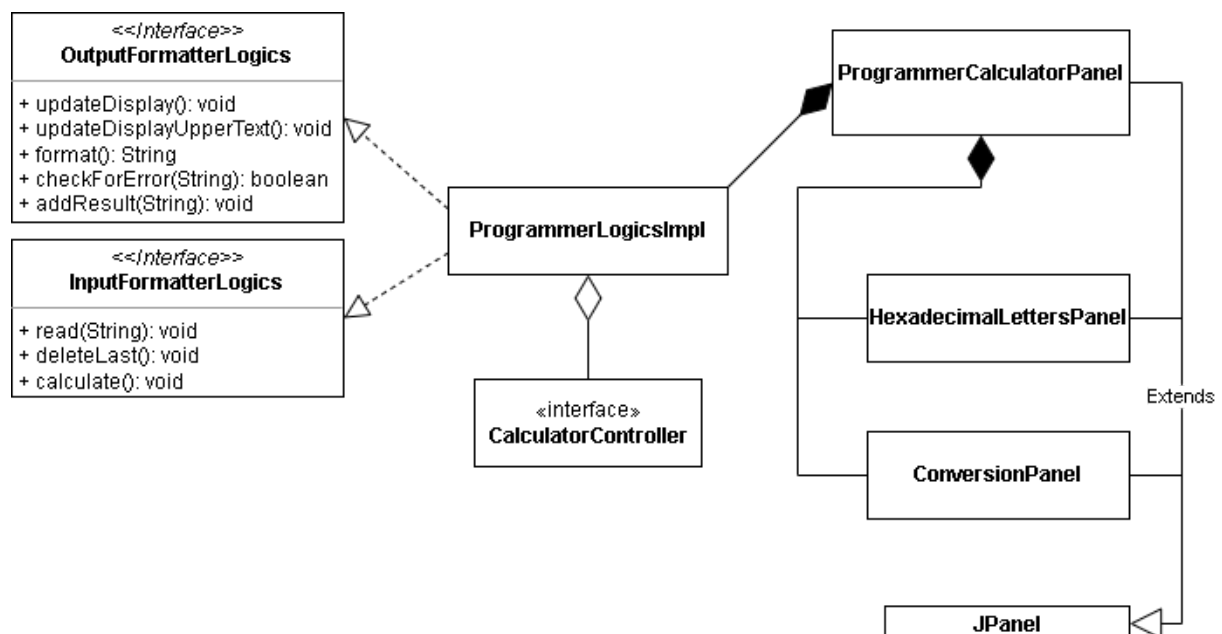 <<Interface>>
OutputFormatterLogics
+ updateDisplay(): void
+ updateDisplayUpperText(): void
+ format(): String
+ checkForError(String): boolean
+ addResult(String): void
<<Interface>>
InputFormatterLogics
+ read(String): void
+ deleteLast(): void
+ calculate(): void
ProgrammerLogicsImpl
«interface»
CalculatorController
ProgrammerCalculatorPanel
HexadecimalLettersPanel
Extends
ConversionPanel
JPanel